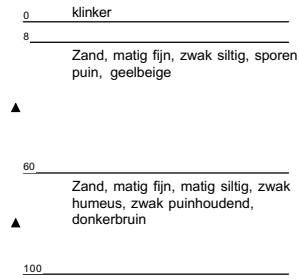 0 klinker
8
Zand, matig fijn, zwak siltig, sporen
puin, geelbeige
60
Zand, matig fijn, matig siltig, zwak
humeus, zwak puinhoudend,
donkerbruin
100